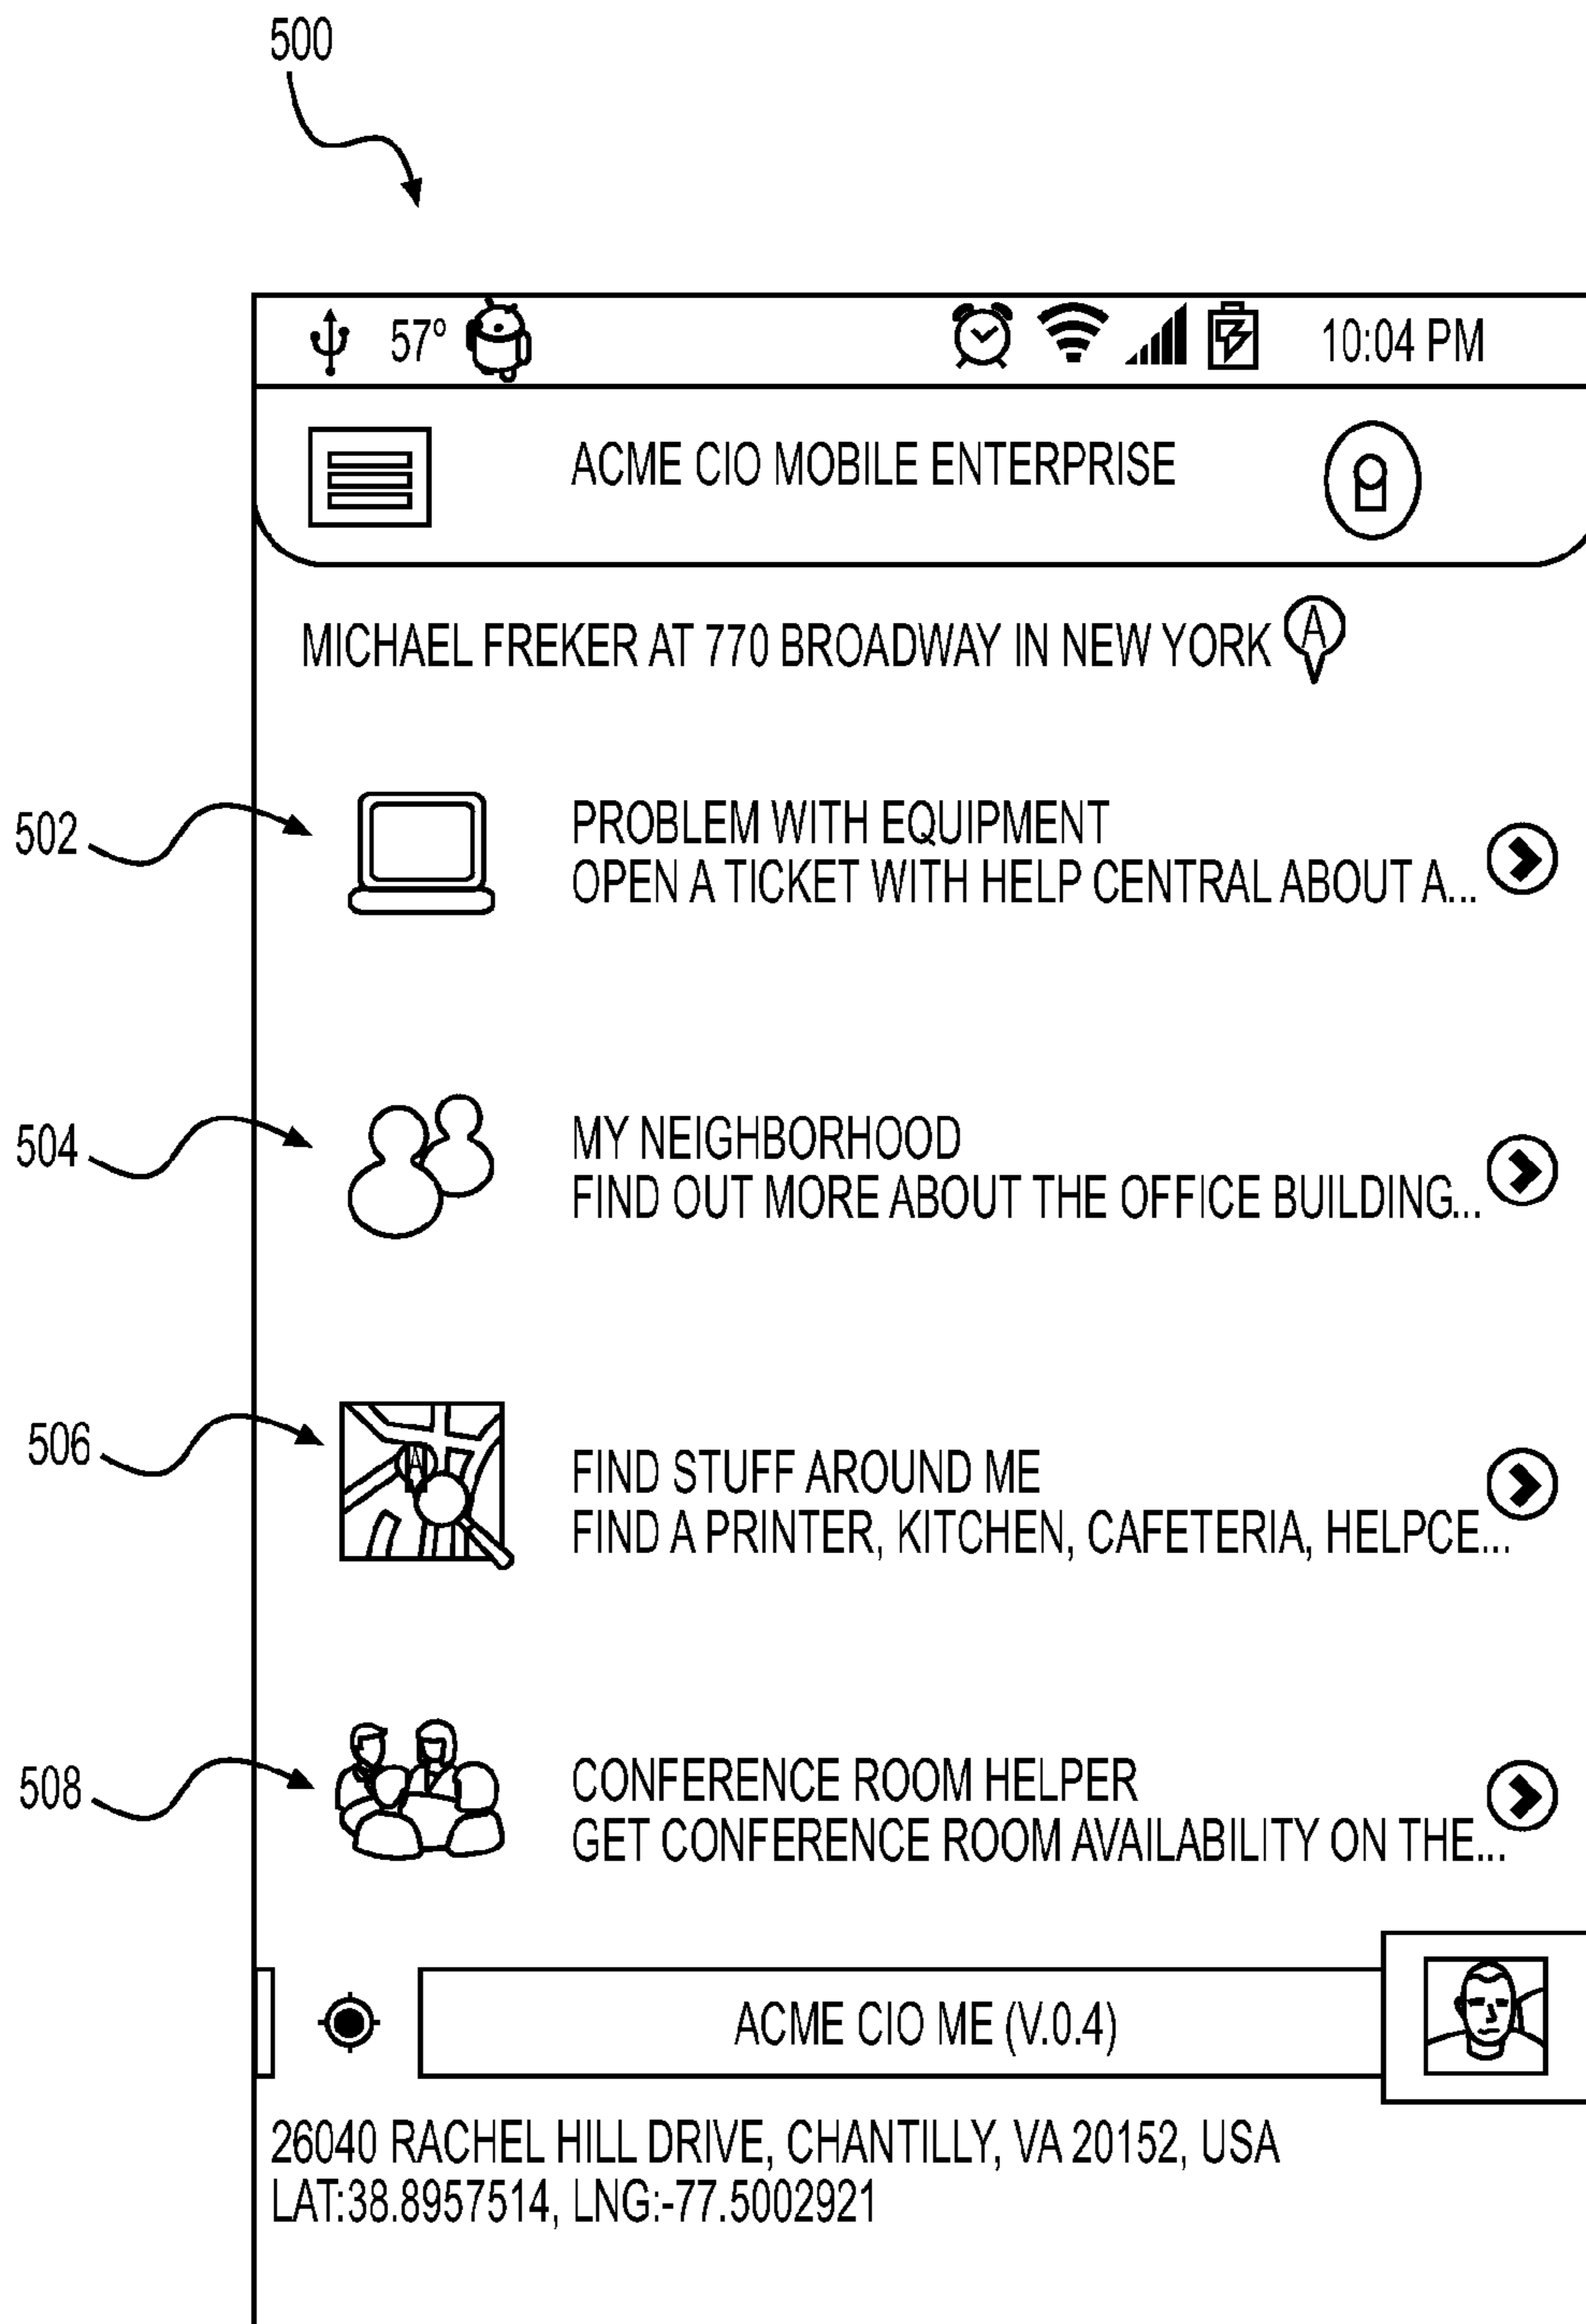 500
57° 10:04 PM
ACME CIO MOBILE ENTERPRISE
MICHAEL FREKER AT 770 BROADWAY IN NEW YORK A
502
PROBLEM WITH EQUIPMENT
OPEN A TICKET WITH HELP CENTRAL ABOUT A...
504
MY NEIGHBORHOOD
FIND OUT MORE ABOUT THE OFFICE BUILDING...
506
A
FIND STUFF AROUND ME
FIND A PRINTER, KITCHEN, CAFETERIA, HELPCE...
508
CONFERENCE ROOM HELPER
GET CONFERENCE ROOM AVAILABILITY ON THE...
ACME CIO ME (V.0.4)
26040 RACHEL HILL DRIVE, CHANTILLY, VA 20152, USA
LAT:38.8957514, LNG:-77.5002921